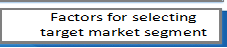 Factors for selecting
target market segment